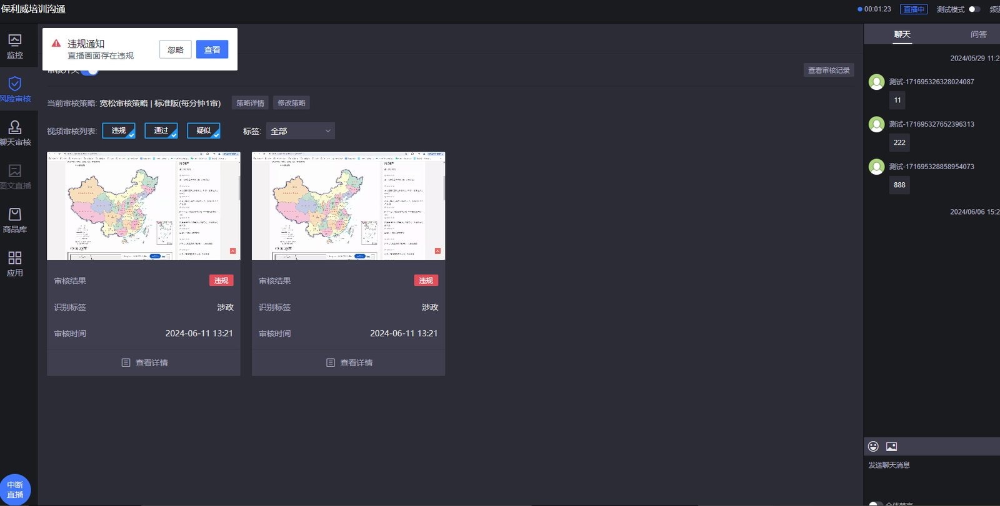 保利威培训沟通
00:01:23
直播中
测试模式
监控
风险审核
聊天审核
图文直播
商品库
应用
中断
直播
违规通知
直播画面存在违规
忽略
查看
查看审核记录
当前审核策略: 宽松审核策略 | 标准版(每分钟1审)
策略详情
修改策略
视频审核列表:
违规
通过
疑似
标签:
全部
审核结果
违规
识别标签
涉政
审核时间
2024-06-11 13:21
查看详情
审核结果
违规
识别标签
涉政
审核时间
2024-06-11 13:21
查看详情
聊天
问答
2024/05/29 11:2
测试-171695326328024087
11
测试-171695327652396313
222
测试-171695328858954073
888
2024/06/06 15:2
发送聊天消息